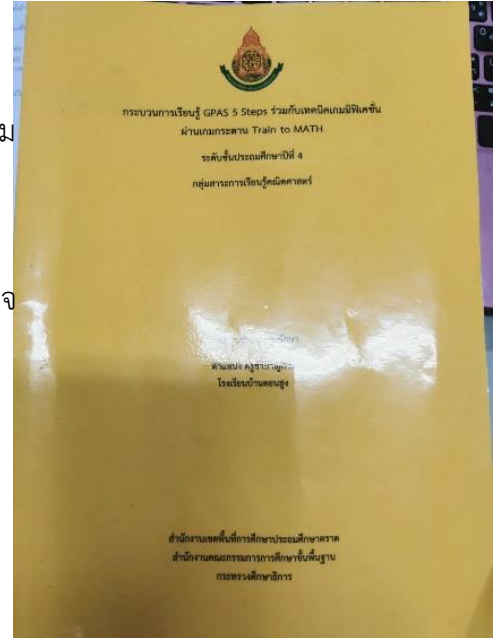 กระบวนการเรียนรู้ GPAS 5 Steps ร่วมกับเทคนิคเกมมิฟิเคชั่น
ผ่านเกมกระดาน Train to MATH
ระดับชั้นประถมศึกษาปีที่ 4
กลุ่มสาระการเรียนรู้คณิตศาสตร์
ม
จ
ตำแหน่ง
โรงเรียนบ้านดอนสูง
สำนักงานเขตพื้นที่การศึกษาประถมศึกษาตราด
สำนักงานคณะกรรมการการศึกษาขั้นพื้นฐาน
กระทรวงศึกษาธิการ